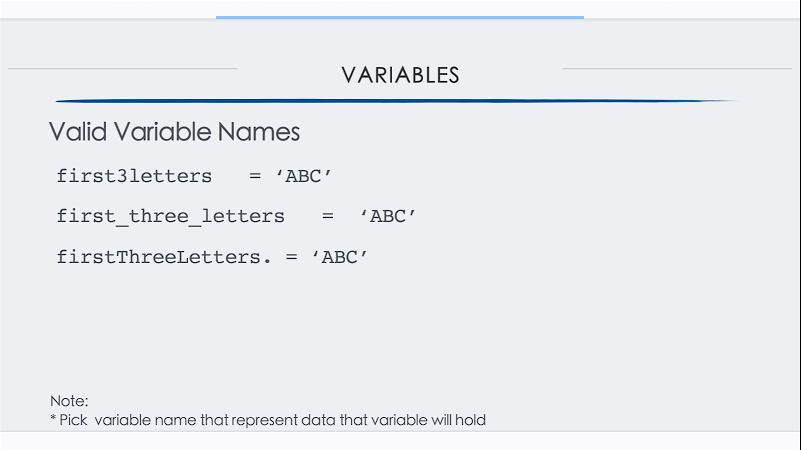 VARIABLES
Valid Variable Names
first3letters = ‘ABC’
first_three_letters = ‘ABC’
firstThreeLetters. = ‘ABC’
Note:
* Pick variable name that represent data that variable will hold